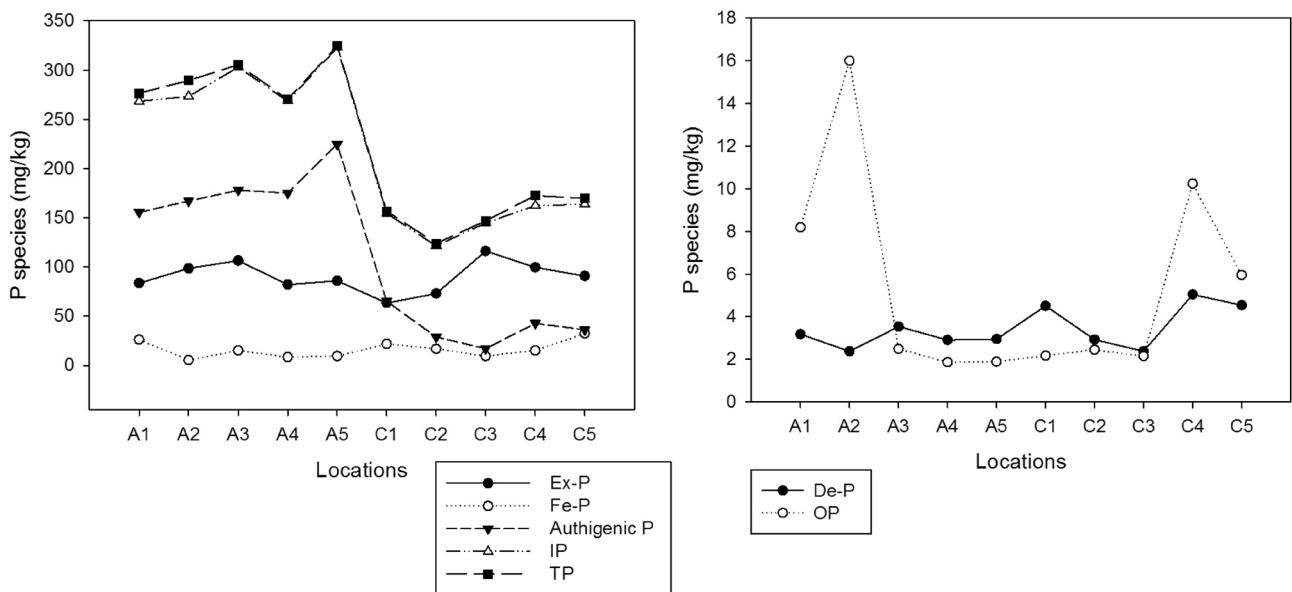 P species (mg/kg)
350
300
250
200
150
100
50
0
A1 A2 A3 A4 A5 C1 C2 C3 C4 C5
Locations
Ex-P
Fe-P
Authigenic P
IP
TP
P species (mg/kg)
18
16
14
12
10
8
6
4
2
0
A1 A2 A3 A4 A5 C1 C2 C3 C4 C5
Locations
De-P
OP